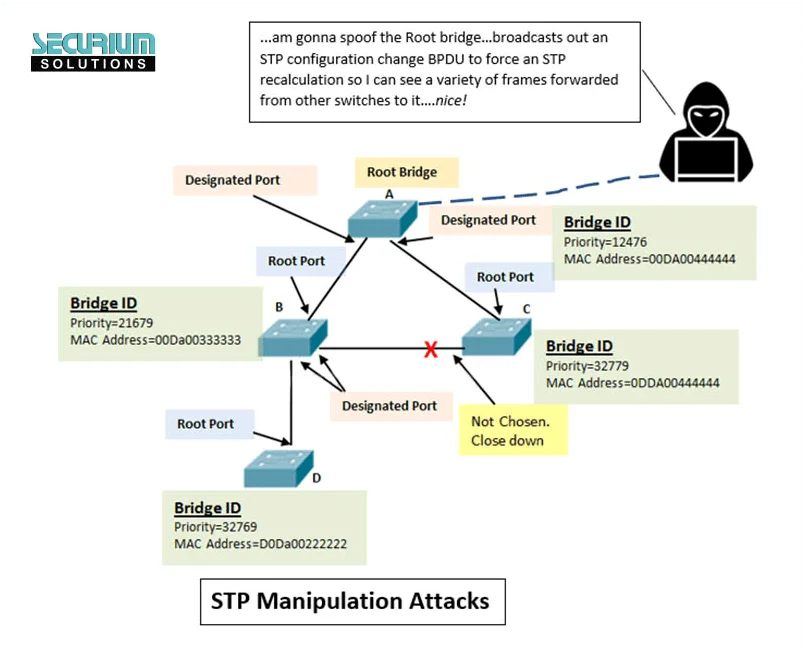 SECURIUM
SOLUTIONS
...am gonna spoof the Root bridge...broadcasts out an
STP configuration change BPDU to force an STP
recalculation so I can see a variety of frames forwarded
from other switches to it....nice!
Designated Port
Root Bridge
A
Designated Port
Bridge ID
Priority=12476
MAC Address=00DA00444444
Root Port
Root Port
Bridge ID
Priority=21679
MAC Address=00Da00333333
B
C
X
Bridge ID
Priority=32779
MAC Address=0DDA00444444
Designated Port
Not Chosen.
Close down
Root Port
D
Bridge ID
Priority=32769
MAC Address=D0Da00222222
STP Manipulation Attacks